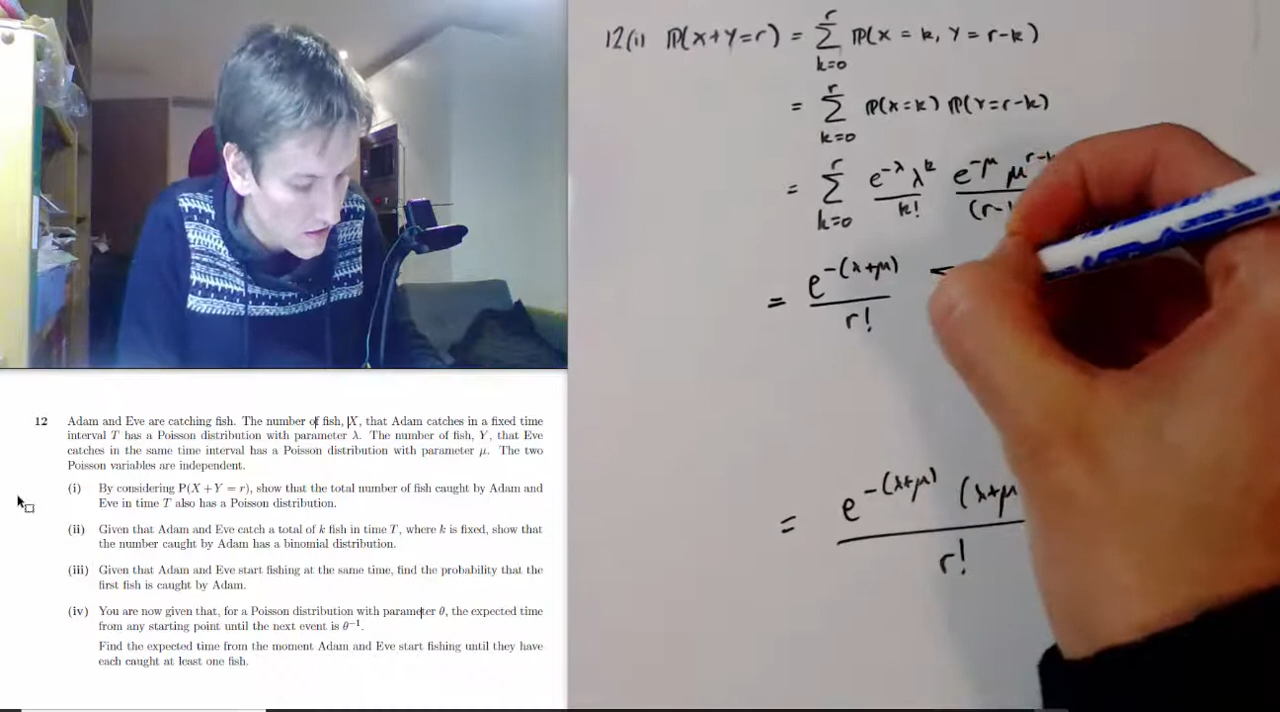 12 Adam and Eve are catching fish. The number of fish, X, that Adam catches in a fixed time
interval T has a Poisson distribution with parameter λ. The number of fish, Y, that Eve
catches in the same time interval has a Poisson distribution with parameter μ. The two
Poisson variables are independent.
(i) By considering P(X + Y = r), show that the total number of fish caught by Adam and
Eve in time T also has a Poisson distribution.
(ii) Given that Adam and Eve catch a total of k fish in time T, where k is fixed, show that
the number caught by Adam has a binomial distribution.
(iii) Given that Adam and Eve start fishing at the same time, find the probability that the
first fish is caught by Adam.
(iv) You are now given that, for a Poisson distribution with parameter θ, the expected time
from any starting point until the next event is θ⁻¹.
Find the expected time from the moment Adam and Eve start fishing until they have
each caught at least one fish.
12(i) ℙ(X+Y=r) = ∑_{k=0}^{r} ℙ(X = k, Y = r-k)
= ∑_{k=0}^{r} ℙ(X=k) ℙ(Y=r-k)
= ∑_{k=0}^{r} e^{-λ} λ^k / k! e^{-μ} μ^{r-k} / (r-
= e^{-(λ+μ)} / r!
= e^{-(λ+μ)} (λ+μ / r!